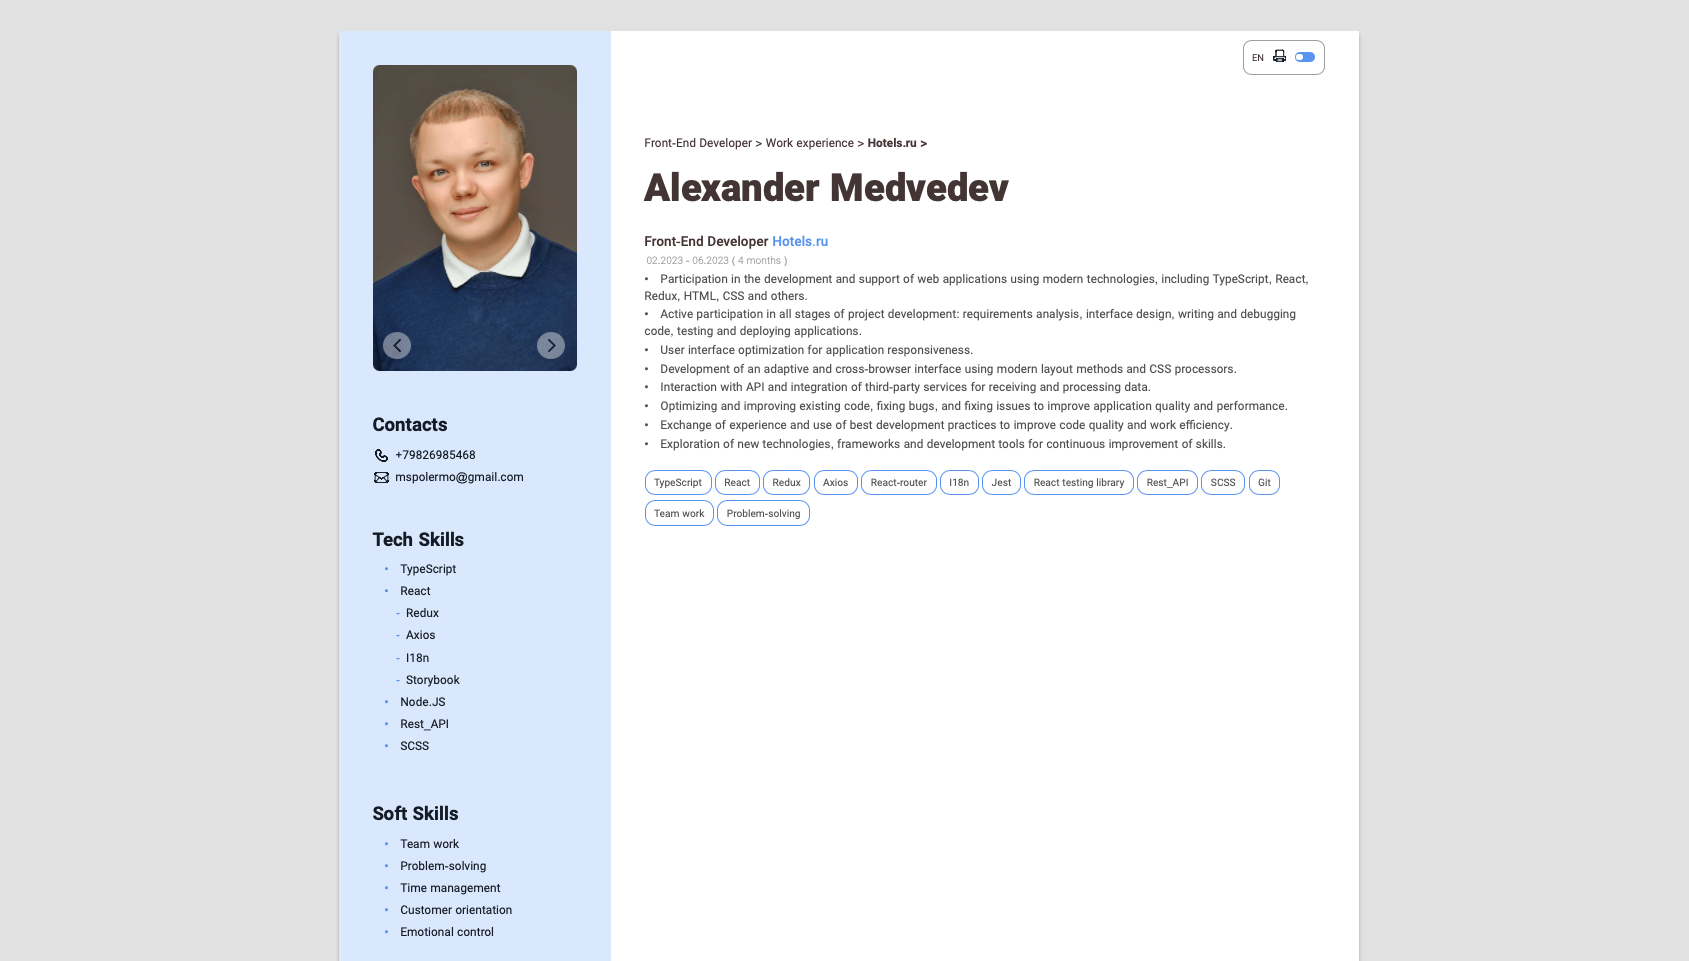 EN
Front-End Developer > Work experience > Hotels.ru >
Alexander Medvedev
Front-End Developer Hotels.ru
02.2023 - 06.2023 ( 4 months )
• Participation in the development and support of web applications using modern technologies, including TypeScript, React,
Redux, HTML, CSS and others.
• Active participation in all stages of project development: requirements analysis, interface design, writing and debugging
code, testing and deploying applications.
• User interface optimization for application responsiveness.
• Development of an adaptive and cross-browser interface using modern layout methods and CSS processors.
• Interaction with API and integration of third-party services for receiving and processing data.
• Optimizing and improving existing code, fixing bugs, and fixing issues to improve application quality and performance.
• Exchange of experience and use of best development practices to improve code quality and work efficiency.
• Exploration of new technologies, frameworks and development tools for continuous improvement of skills.
TypeScript React Redux Axios React-router I18n Jest React testing library Rest_API SCSS Git
Team work Problem-solving
Contacts
+79826985468
mspolermo@gmail.com
Tech Skills
• TypeScript
• React
- Redux
- Axios
- I18n
- Storybook
• Node.JS
• Rest_API
• SCSS
Soft Skills
• Team work
• Problem-solving
• Time management
• Customer orientation
• Emotional control